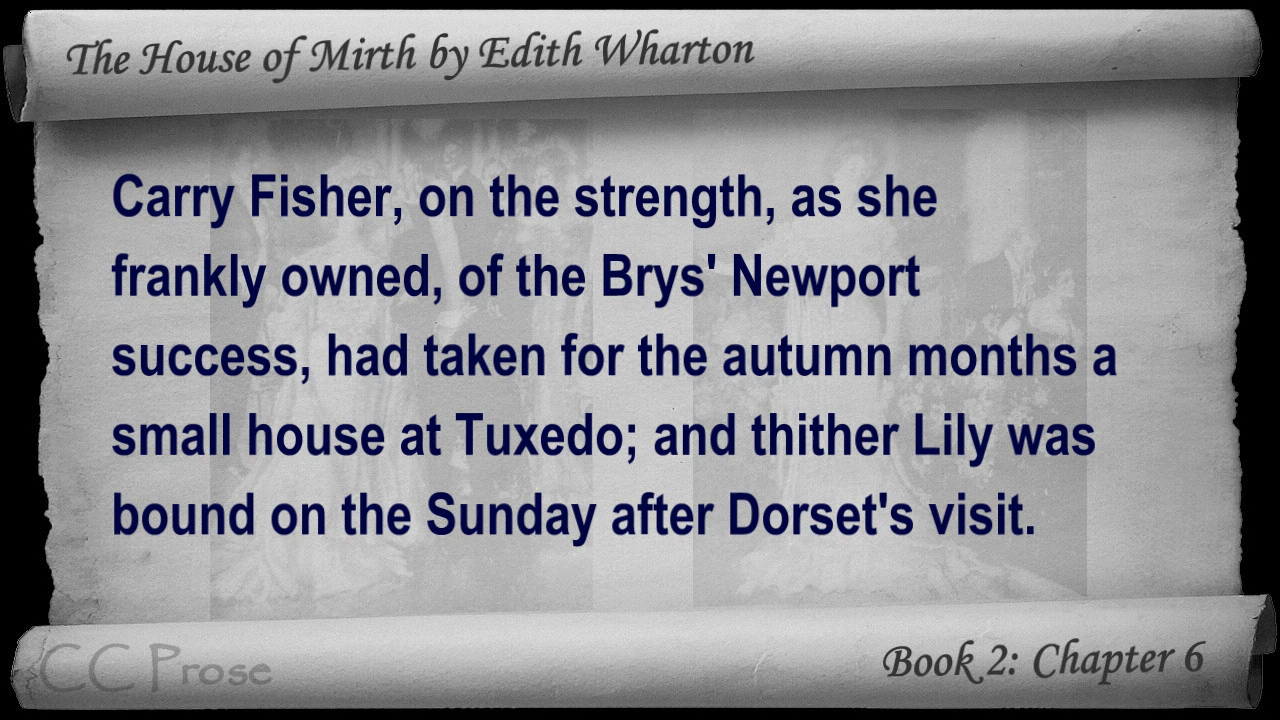 The House of Mirth by Edith Wharton
Carry Fisher, on the strength, as she
frankly owned, of the Brys' Newport
success, had taken for the autumn months a
small house at Tuxedo; and thither Lily was
bound on the Sunday after Dorset's visit.
CC Prose
Book 2: Chapter 6